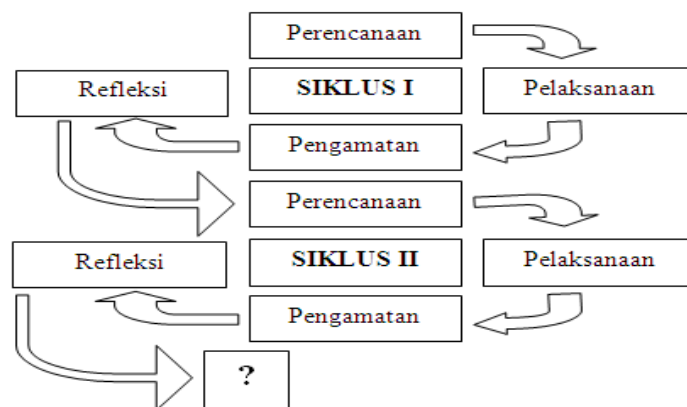 Perencanaan
Refleksi
SIKLUS I
Pelaksanaan
Pengamatan
Perencanaan
Refleksi
SIKLUS II
Pelaksanaan
Pengamatan
?